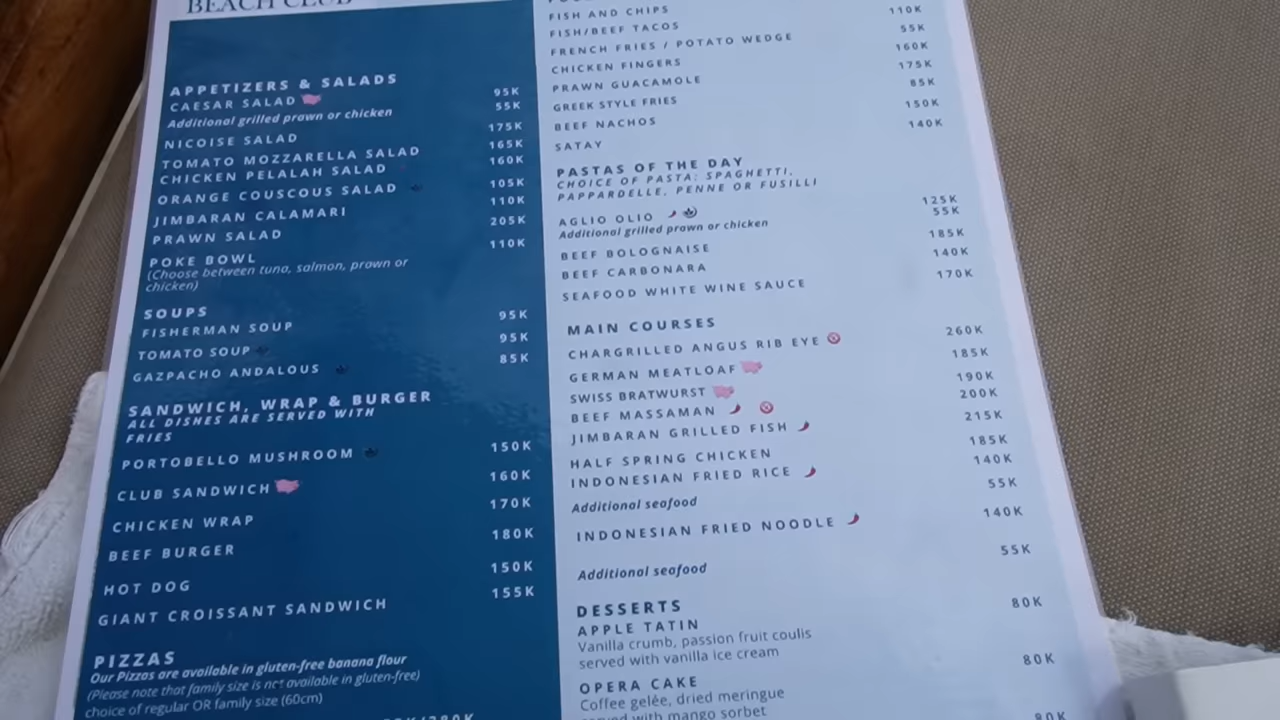 BEACH CLUB
APPETIZERS & SALADS
CAESAR SALAD 95K
Additional grilled prawn or chicken 55K
NICOISE SALAD 175K
TOMATO MOZZARELLA SALAD 165K
CHICKEN PELALAH SALAD 160K
ORANGE COUSCOUS SALAD 105K
JIMBARAN CALAMARI 110K
PRAWN SALAD 205K
POKE BOWL 110K
(Choose between tuna, salmon, prawn or
chicken)
SOUPS
FISHERMAN SOUP 95K
TOMATO SOUP 95K
GAZPACHO ANDALOUS 85K
SANDWICH, WRAP & BURGER
ALL DISHES ARE SERVED WITH
FRIES
PORTOBELLO MUSHROOM 150K
CLUB SANDWICH 160K
CHICKEN WRAP 170K
BEEF BURGER 180K
HOT DOG 150K
GIANT CROISSANT SANDWICH 155K
PIZZAS
Our Pizzas are available in gluten-free banana flour
(Please note that family size is not available in gluten-free)
choice of regular OR family size (60cm)
FISH AND CHIPS 110K
FISH/BEEF TACOS 55K
FRENCH FRIES / POTATO WEDGE 160K
CHICKEN FINGERS 175K
PRAWN GUACAMOLE 85K
GREEK STYLE FRIES 150K
BEEF NACHOS 140K
SATAY
PASTAS OF THE DAY
CHOICE OF PASTA: SPAGHETTI,
PAPPARDELLE, PENNE OR FUSILLI
AGLIO OLIO 125K
Additional grilled prawn or chicken 55K
BEEF BOLOGNAISE 185K
BEEF CARBONARA 140K
SEAFOOD WHITE WINE SAUCE 170K
MAIN COURSES
CHARGRILLED ANGUS RIB EYE 260K
GERMAN MEATLOAF 185K
SWISS BRATWURST 190K
BEEF MASSAMAN 200K
JIMBARAN GRILLED FISH 215K
HALF SPRING CHICKEN 185K
INDONESIAN FRIED RICE 140K
Additional seafood 55K
INDONESIAN FRIED NOODLE 140K
Additional seafood 55K
DESSERTS
APPLE TATIN 80K
Vanilla crumb, passion fruit coulis
served with vanilla ice cream
OPERA CAKE 80K
Coffee gelée, dried meringue
served with mango sorbet
80K